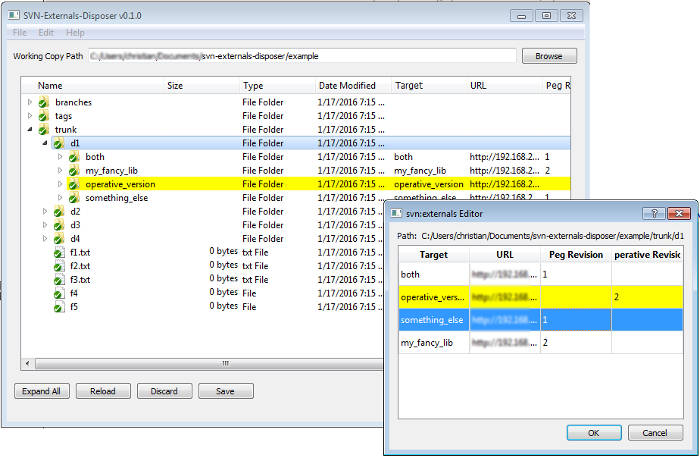 SVN-Externals-Disposer v0.1.0
File Edit Help
Working Copy Path svn-externals-disposer/example Browse
Name Size Type Date Modified Target URL Peg R
branches File Folder 1/17/2016 7:15 ...
tags File Folder 1/17/2016 7:15 ...
trunk File Folder 1/17/2016 7:15 ...
d1 File Folder 1/17/2016 7:15 ...
both File Folder 1/17/2016 7:15 ... both http://192.168.2... 1
my_fancy_lib File Folder 1/17/2016 7:15 ... my_fancy_lib http://192.168.2... 2
operative_version File Folder 1/17/2016 7:15 ... operative_version http://192.168.2...
something_else File Folder 1/17/2016 7:15 ... something_else http://192.168.2... 1
d2 File Folder 1/17/2016 7:15 ...
d3 File Folder 1/17/2016 7:15 ...
d4 File Folder 1/17/2016 7:15 ...
f1.txt 0 bytes txt File 1/17/2016 7:15 ...
f2.txt 0 bytes txt File 1/17/2016 7:15 ...
f3.txt 0 bytes txt File 1/17/2016 7:15 ...
f4 0 bytes File 1/17/2016 7:15 ...
f5 0 bytes File 1/17/2016 7:15 ...
Expand All Reload Discard Save
svn:externals Editor
Path: C:/Users/christian/Documents/svn-externals-disposer/example/trunk/d1
Target URL Peg Revision perative Revisic
both 1
operative_vers... 2
something_else 1
my_fancy_lib 2
OK Cancel